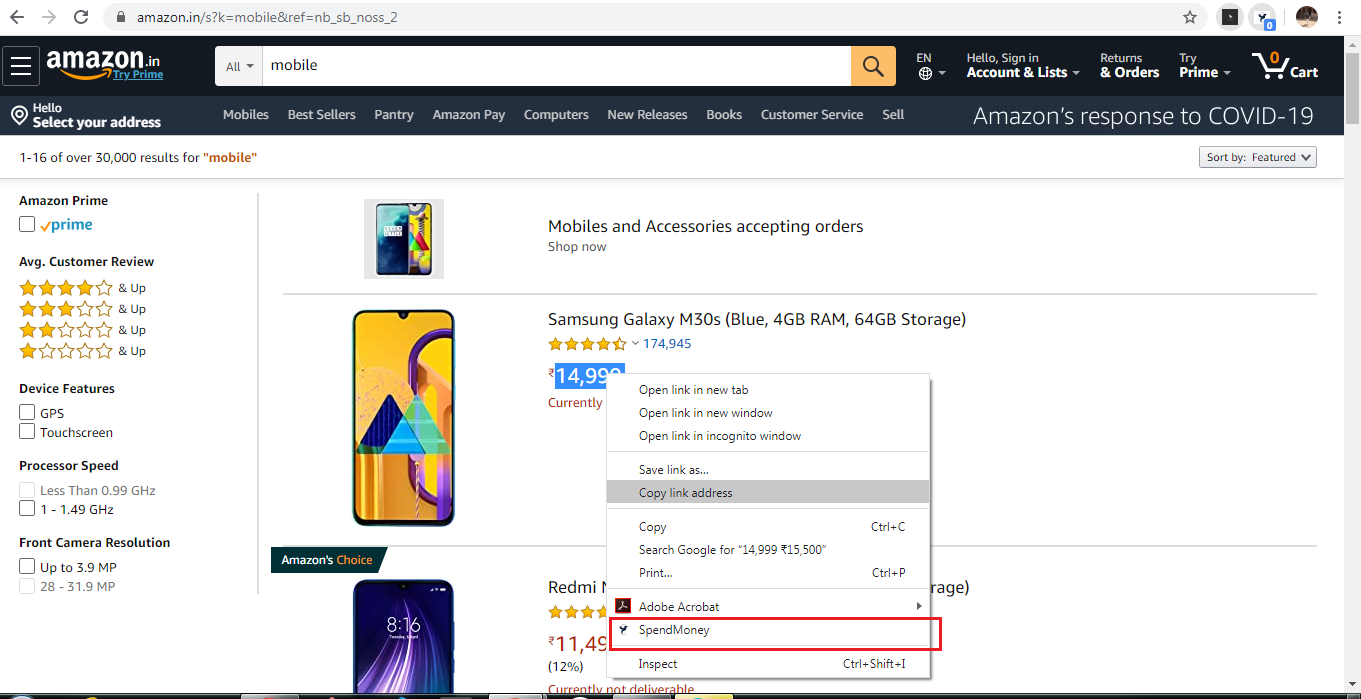 amazon.in/s?k=mobile&ref=nb_sb_noss_2
0
amazon.in
Try Prime
All
mobile
EN
Hello, Sign in
Account & Lists
Returns
& Orders
Try
Prime
0
Cart
Hello
Select your address
Mobiles Best Sellers Pantry Amazon Pay Computers New Releases Books Customer Service Sell
Amazon's response to COVID-19
1-16 of over 30,000 results for "mobile"
Sort by: Featured
Amazon Prime
prime
Avg. Customer Review
& Up
& Up
& Up
& Up
Device Features
GPS
Touchscreen
Processor Speed
Less Than 0.99 GHz
1 - 1.49 GHz
Front Camera Resolution
Up to 3.9 MP
28 - 31.9 MP
Mobiles and Accessories accepting orders
Shop now
Samsung Galaxy M30s (Blue, 4GB RAM, 64GB Storage)
174,945
₹14,999
Currently
Open link in new tab
Open link in new window
Open link in incognito window
Save link as...
Copy link address
Copy Ctrl+C
Search Google for “14,999 ₹15,500”
Print... Ctrl+P
Adobe Acrobat
SpendMoney
Inspect Ctrl+Shift+I
Amazon's Choice
8:16
Redmi
₹11,49
(12%)
Currently not deliverable